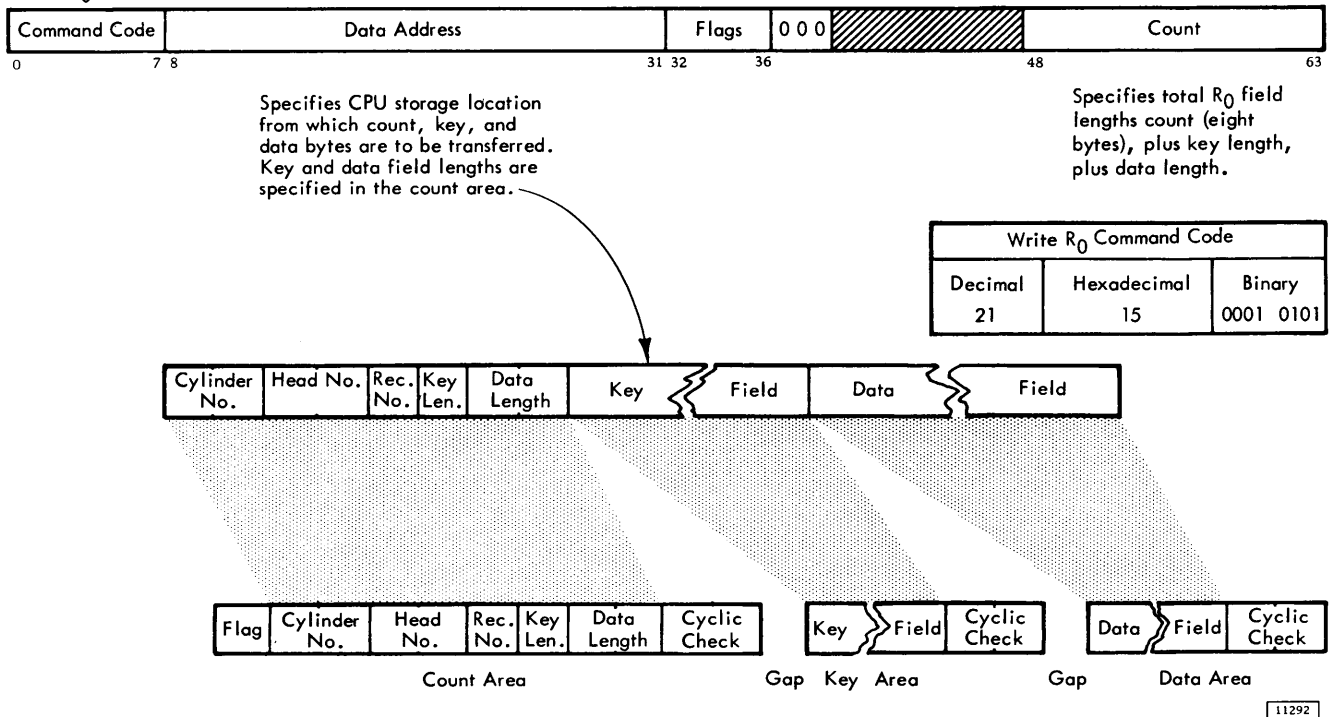 Command Code Data Address Flags 0 0 0 Count
0 7 8 31 32 36 48 63
Specifies CPU storage location
from which count, key, and
data bytes are to be transferred.
Key and data field lengths are
specified in the count area.
Specifies total R0 field
lengths count (eight
bytes), plus key length,
plus data length.
Write R0 Command Code
Decimal Hexadecimal Binary
21 15 0001 0101
Cylinder No. Head No. Rec. No. Key Len. Data Length Key Field Data Field
Flag Cylinder No. Head No. Rec. No. Key Len. Data Length Cyclic Check Key Field Cyclic Check Data Field Cyclic Check
Count Area Gap Key Area Gap Data Area
11292